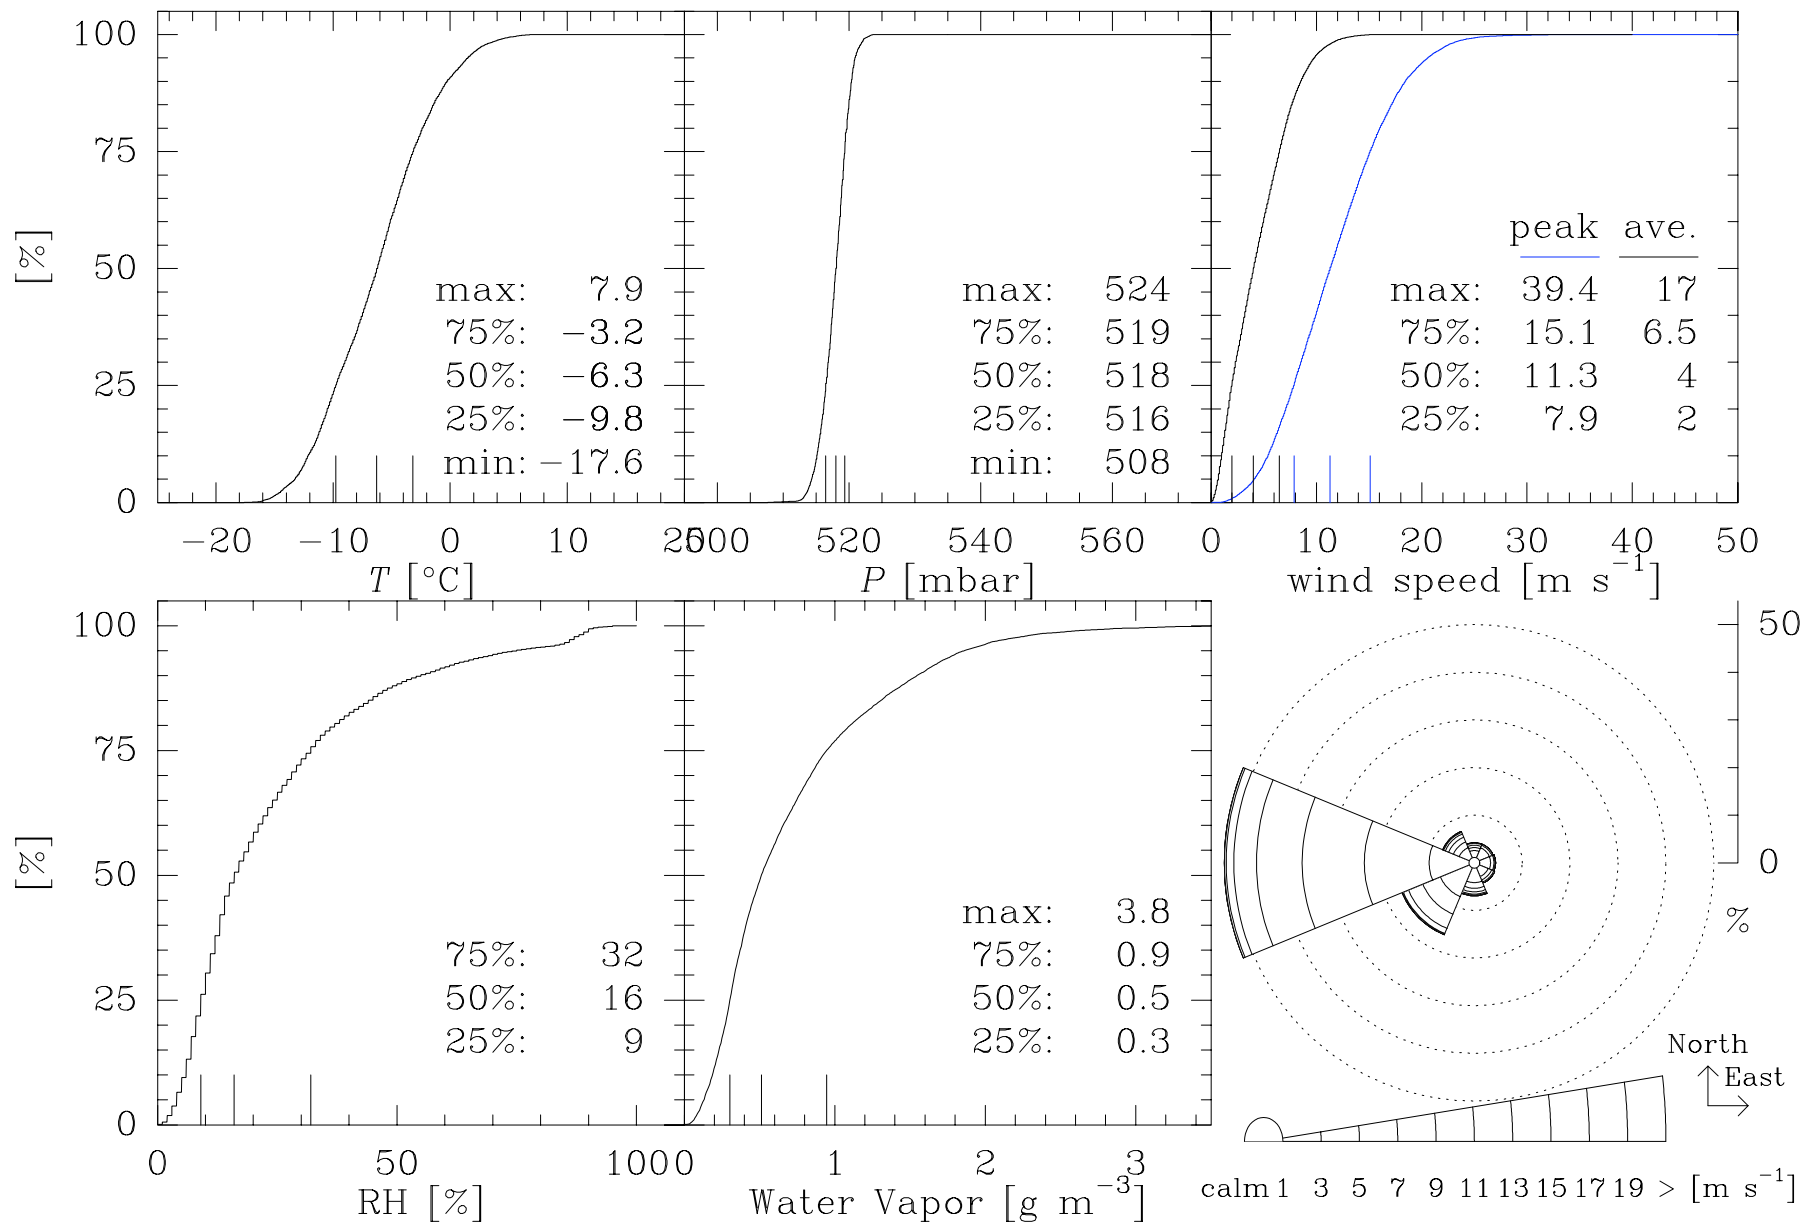 100
75
50
25
0
[%]
max: 7.9
75%: −3.2
50%: −6.3
25%: −9.8
min: −17.6
−20 −10 0 10 20
T [°C]
max: 524
75%: 519
50%: 518
25%: 516
min: 508
500 520 540 560
P [mbar]
peak ave.
max: 39.4 17
75%: 15.1 6.5
50%: 11.3 4
25%: 7.9 2
0 10 20 30 40 50
wind speed [m s⁻¹]
100
75
50
25
0
[%]
75%: 32
50%: 16
25%: 9
0 50 100
RH [%]
max: 3.8
75%: 0.9
50%: 0.5
25%: 0.3
0 1 2 3
Water Vapor [g m⁻³]
50
0
%
North
East
calm 1 3 5 7 9 11 13 15 17 19 > [m s⁻¹]